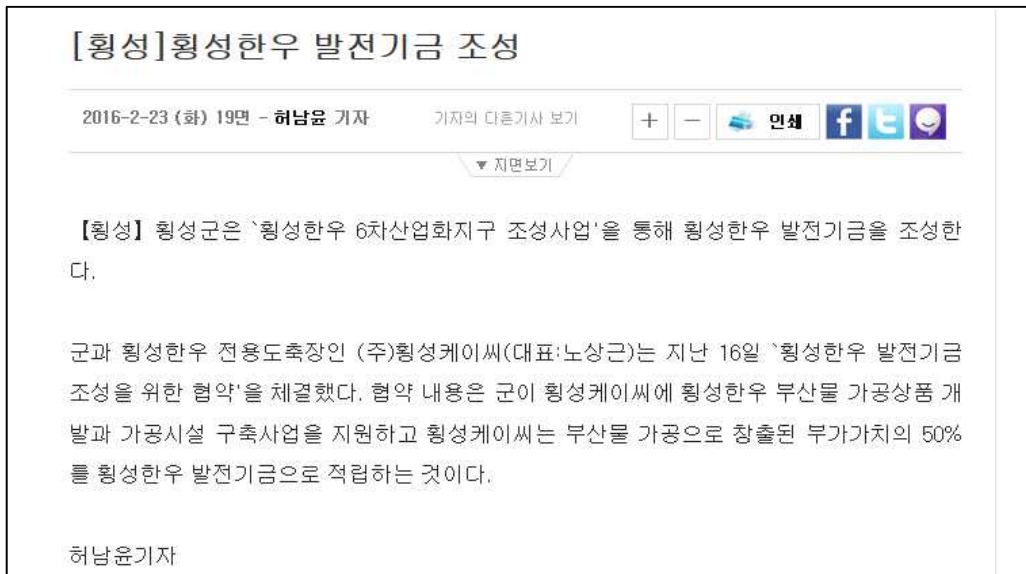 [횡성]횡성한우 발전기금 조성
2016-2-23 (화) 19면 - 허남윤 기자 기자의 다른기사 보기 + - 인쇄
▼ 지면보기
【횡성】 횡성군은 `횡성한우 6차산업화지구 조성사업'을 통해 횡성한우 발전기금을 조성한
다.
군과 횡성한우 전용도축장인 (주)횡성케이씨(대표:노상근)는 지난 16일 `횡성한우 발전기금
조성을 위한 협약'을 체결했다. 협약 내용은 군이 횡성케이씨에 횡성한우 부산물 가공상품 개
발과 가공시설 구축사업을 지원하고 횡성케이씨는 부산물 가공으로 창출된 부가가치의 50%
를 횡성한우 발전기금으로 적립하는 것이다.
허남윤기자